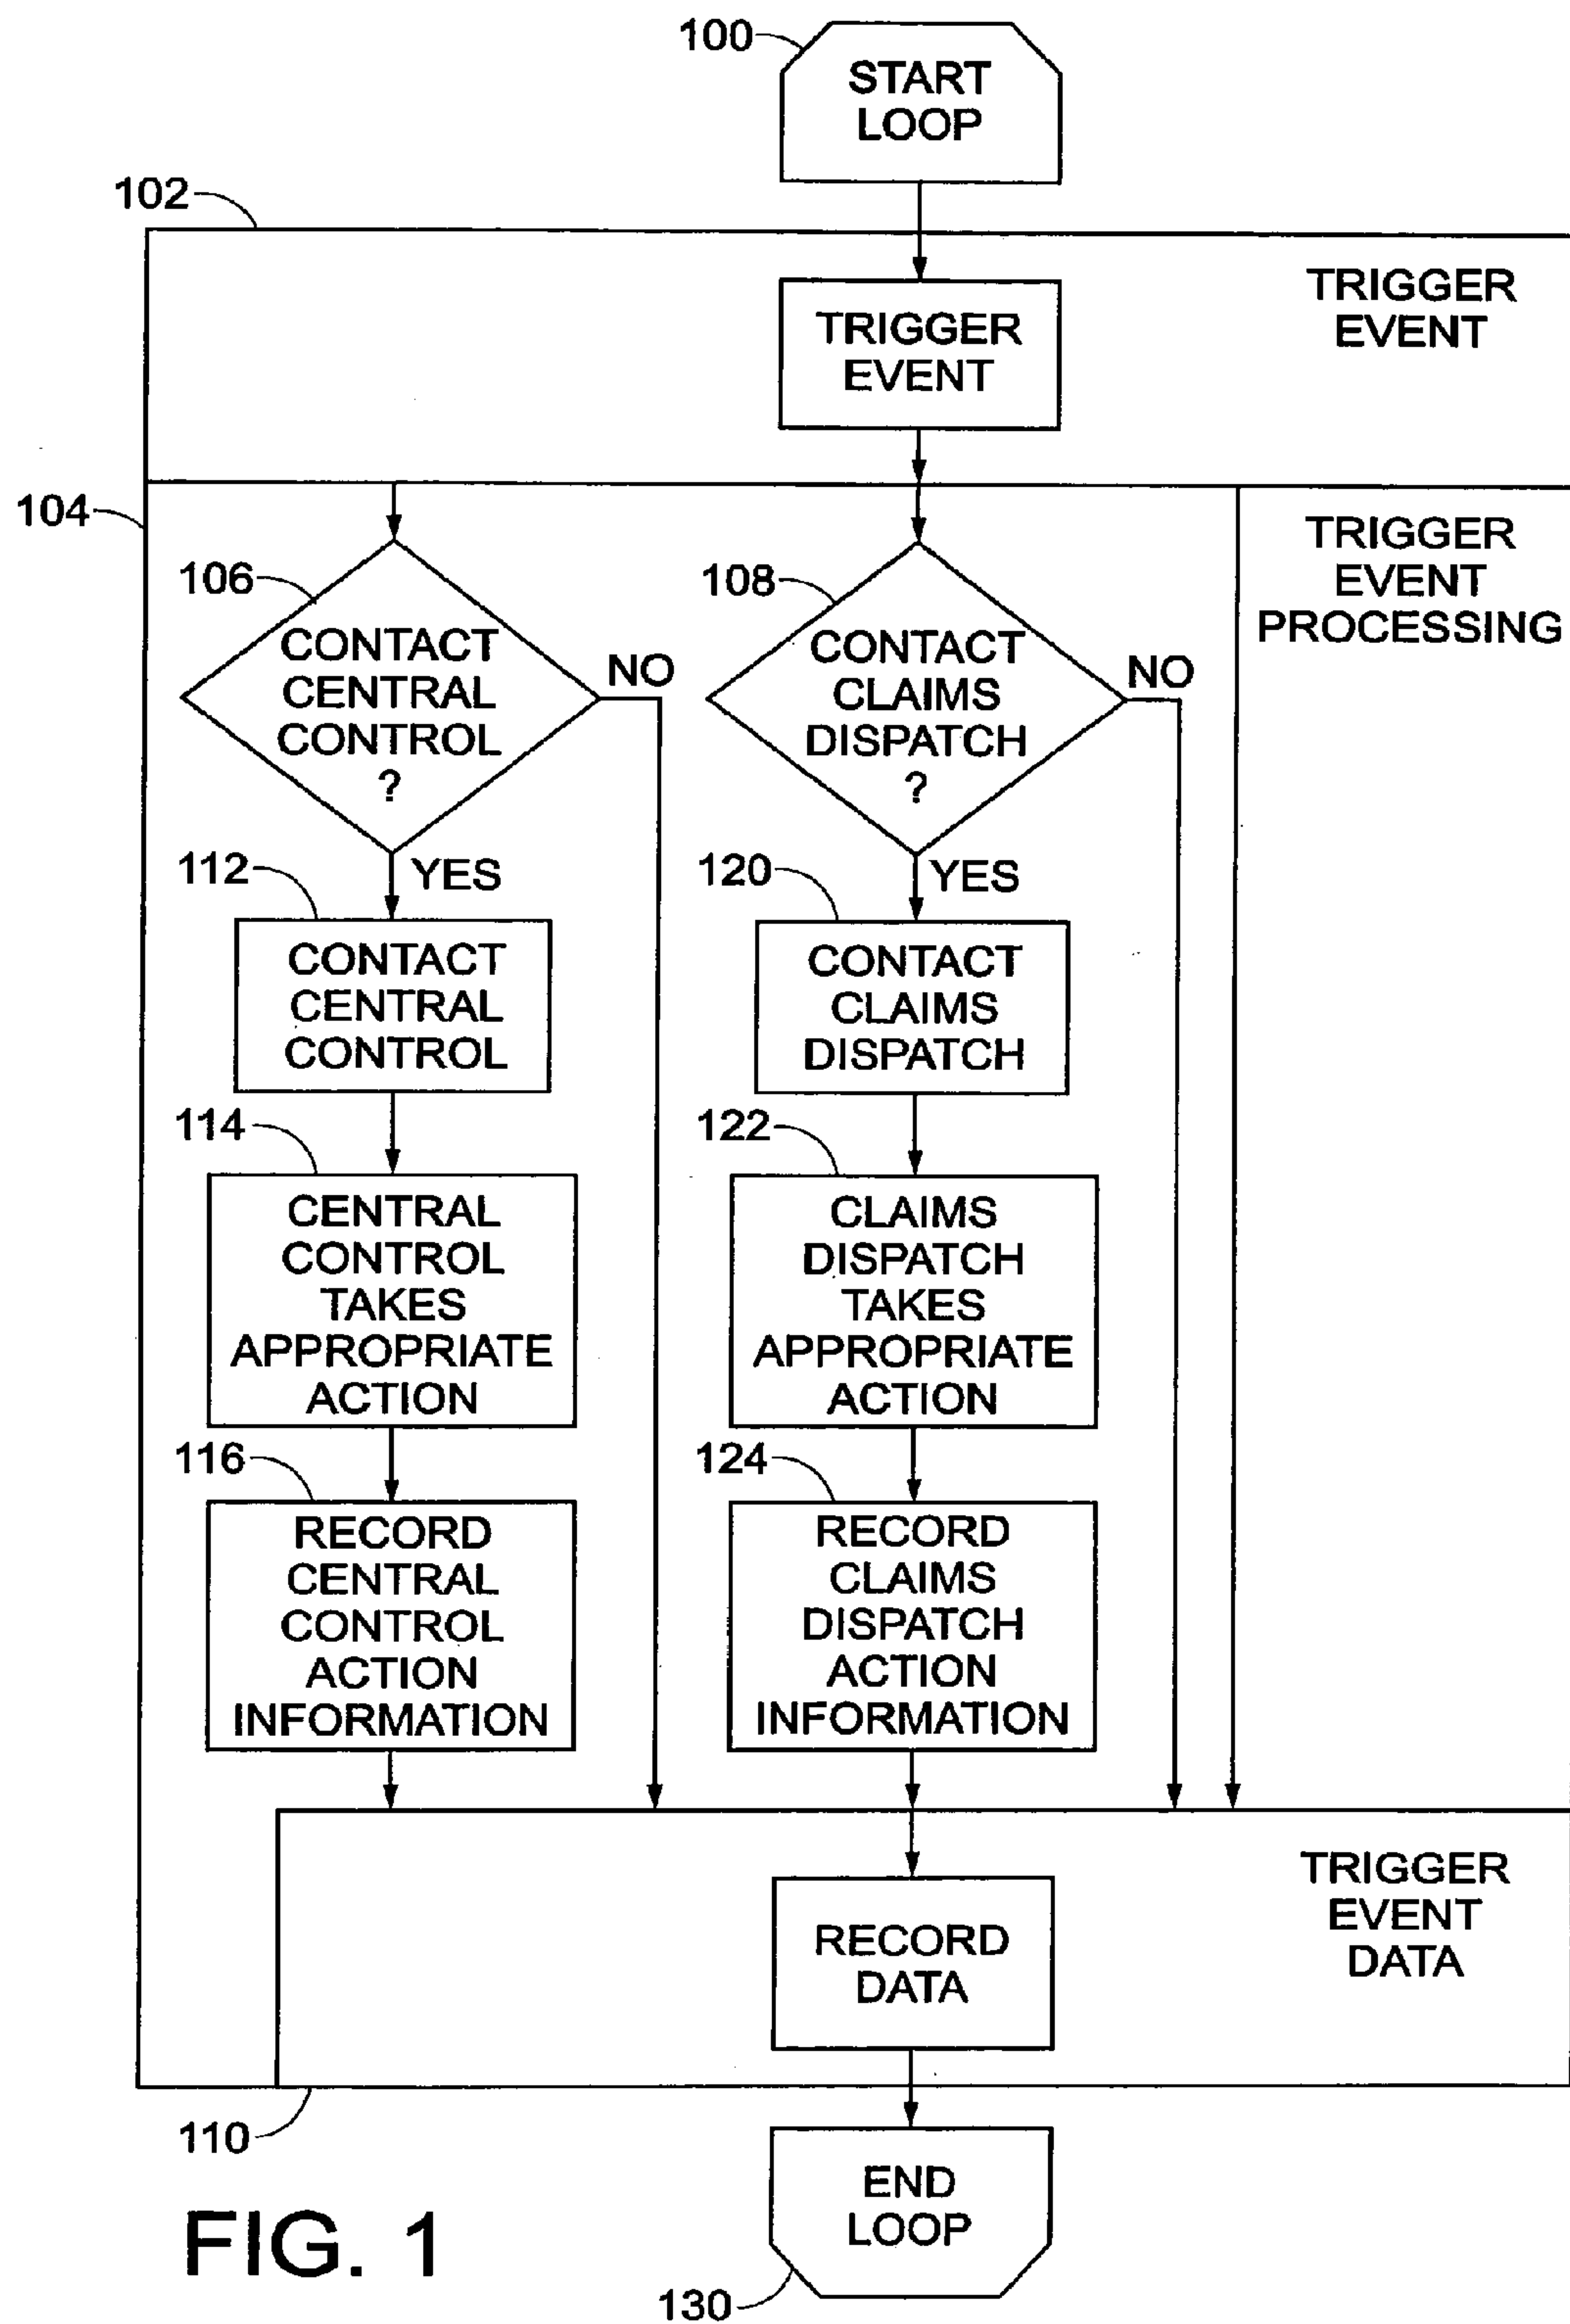 100
START
LOOP
102
TRIGGER
EVENT
TRIGGER
EVENT
104
TRIGGER
EVENT
PROCESSING
106
CONTACT
CENTRAL
CONTROL
?
NO
YES
108
CONTACT
CLAIMS
DISPATCH
?
NO
YES
112
CONTACT
CENTRAL
CONTROL
120
CONTACT
CLAIMS
DISPATCH
114
CENTRAL
CONTROL
TAKES
APPROPRIATE
ACTION
122
CLAIMS
DISPATCH
TAKES
APPROPRIATE
ACTION
116
RECORD
CENTRAL
CONTROL
ACTION
INFORMATION
124
RECORD
CLAIMS
DISPATCH
ACTION
INFORMATION
TRIGGER
EVENT
DATA
RECORD
DATA
110
END
LOOP
130
FIG. 1